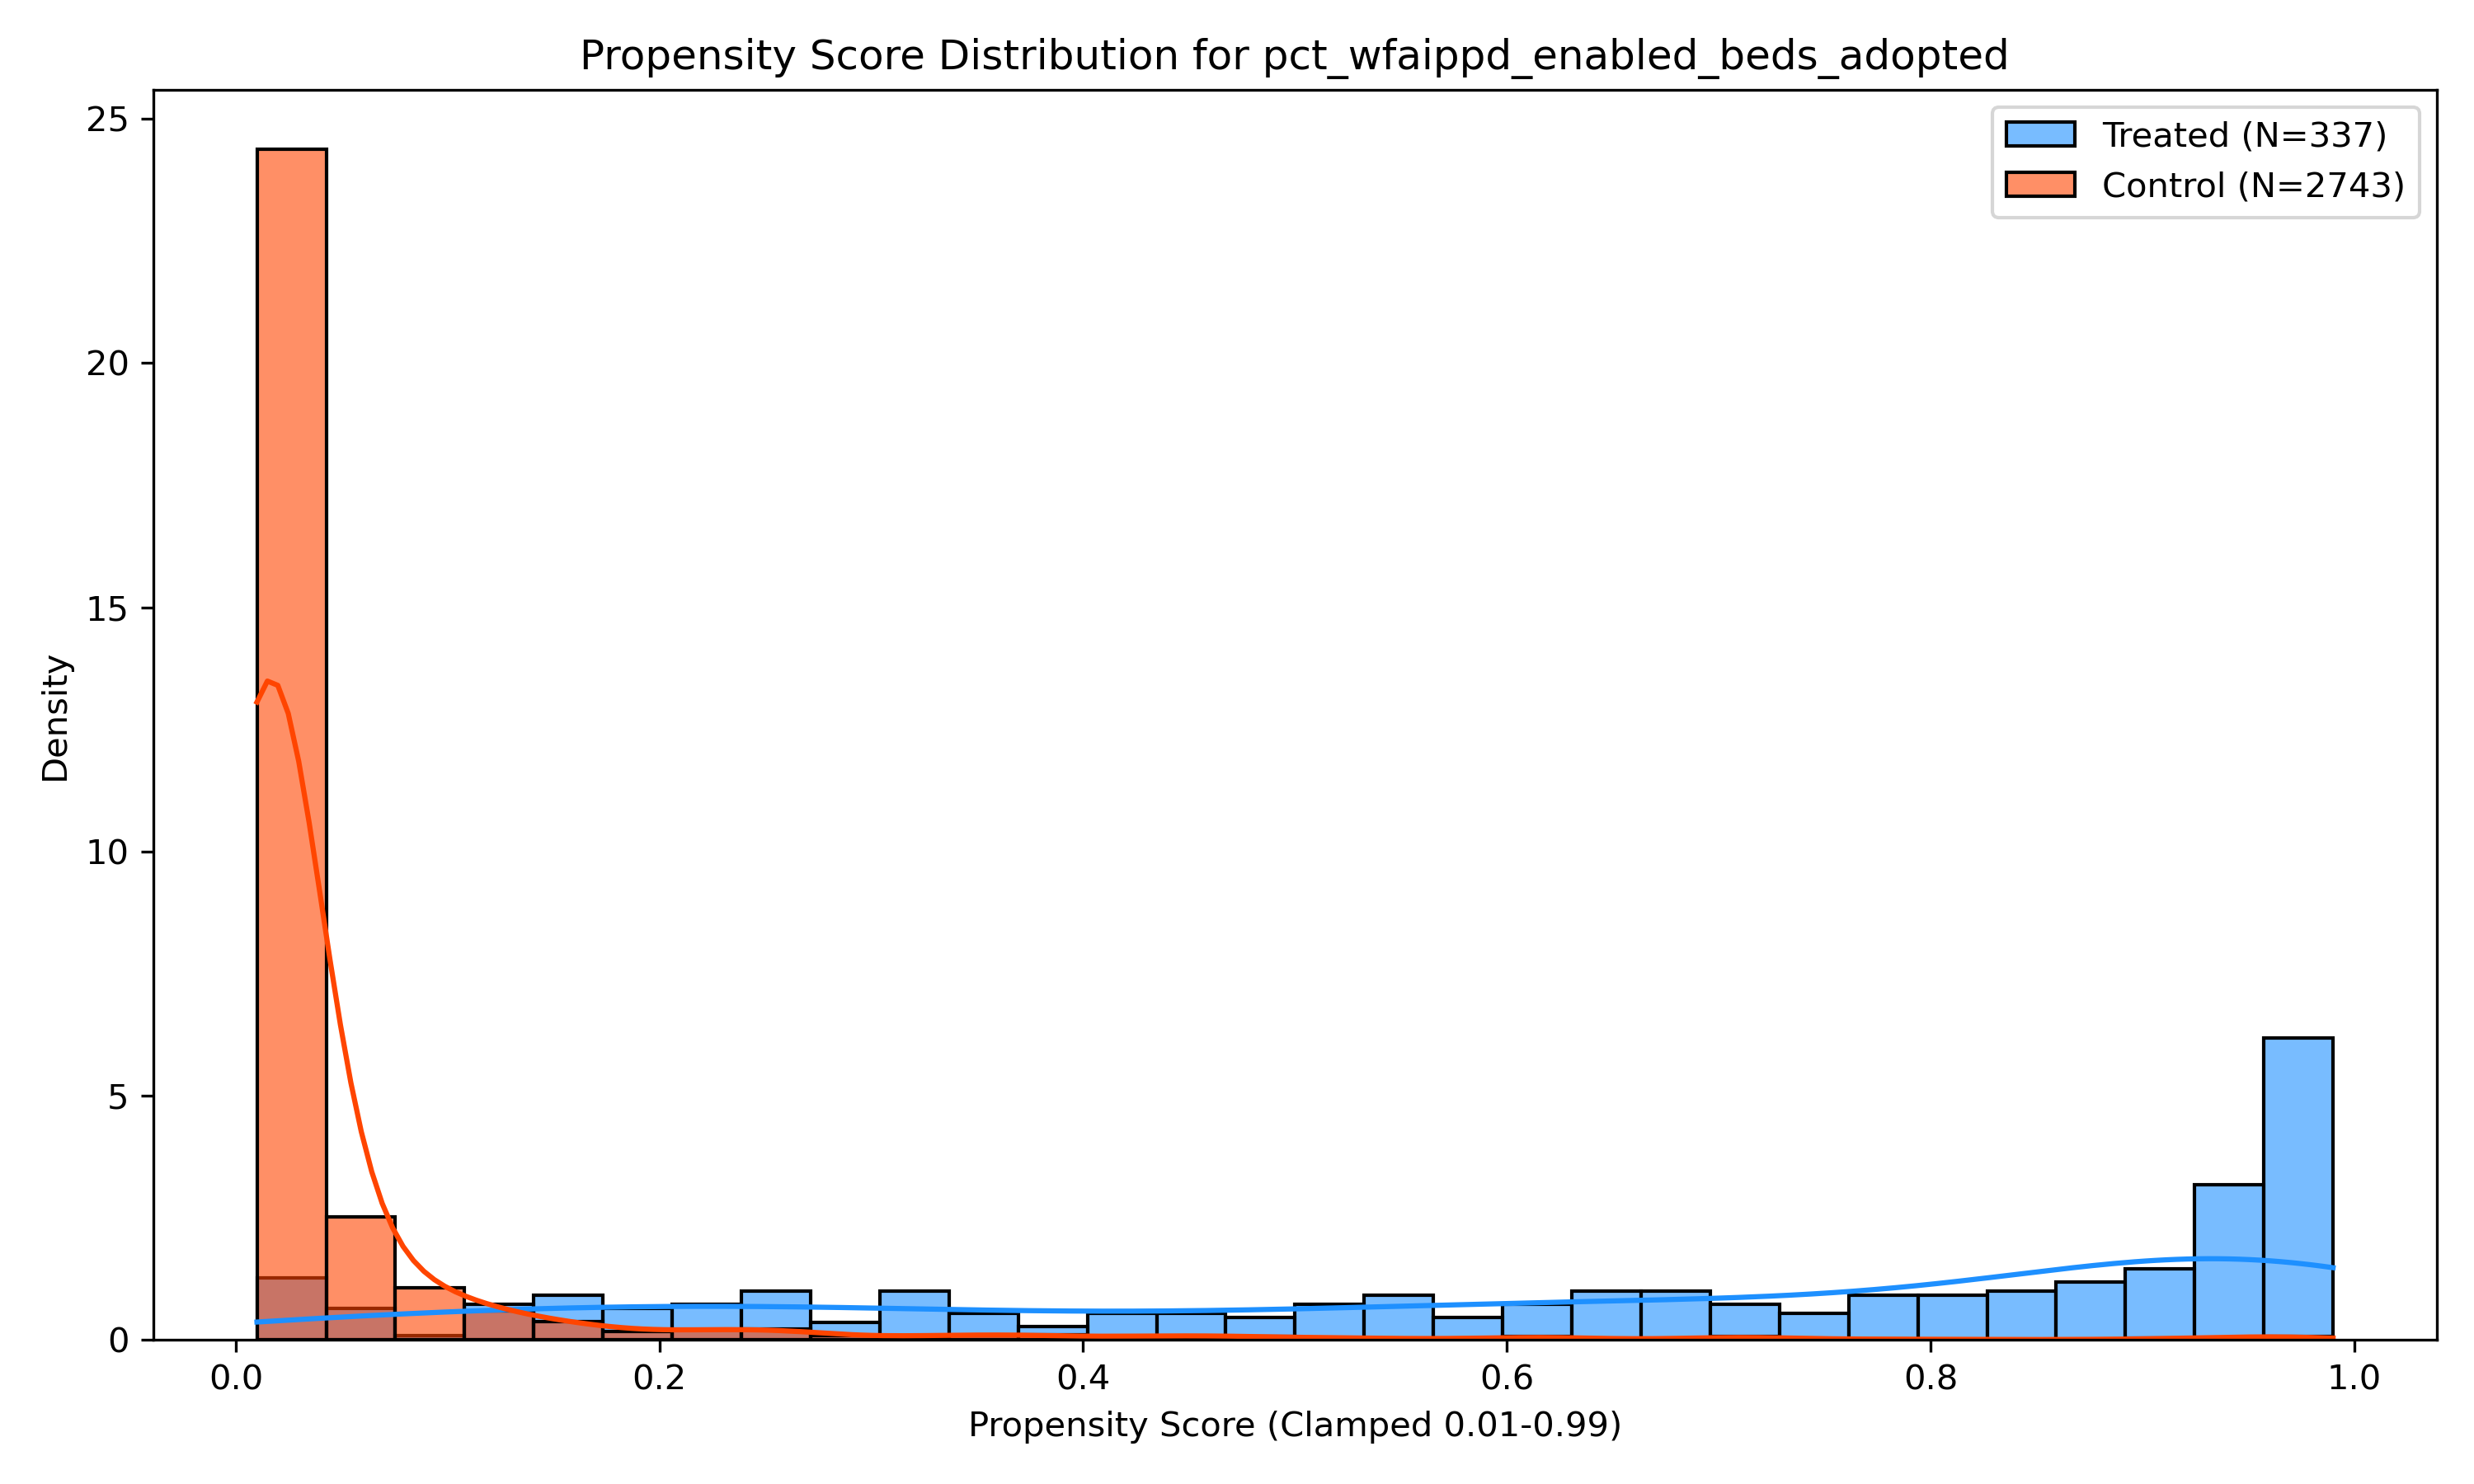 Propensity Score Distribution for pct_wfaippd_enabled_beds_adopted
Treated (N=337)
Control (N=2743)
25
20
15
10
5
0
Density
0.0
0.2
0.4
0.6
0.8
1.0
Propensity Score (Clamped 0.01-0.99)